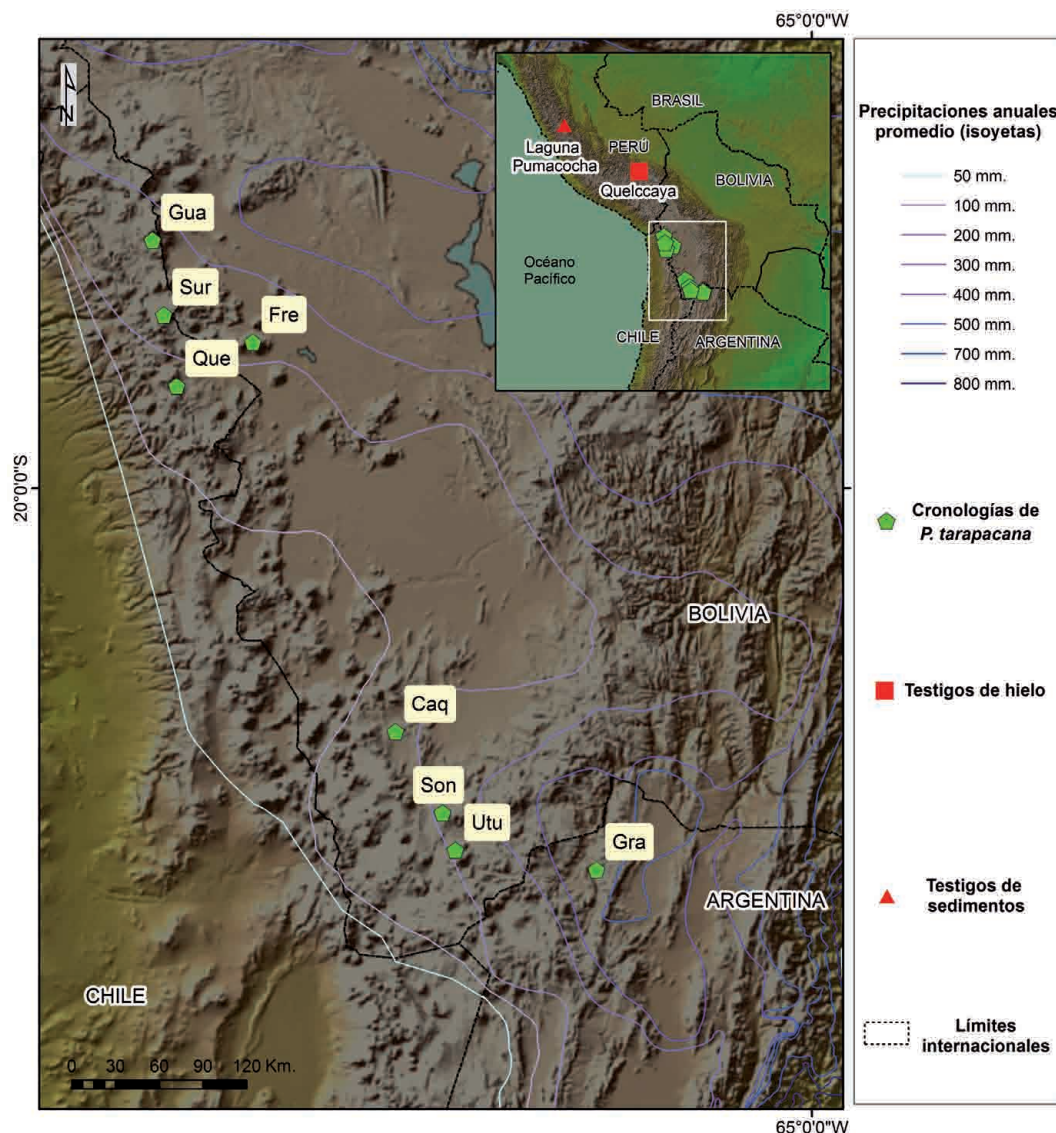 65°0'0"W
N
Gua
Sur
Fre
Que
20°0'0"S
BOLIVIA
Caq
Son
Utu
Gra
ARGENTINA
CHILE
0 30 60 90 120 Km.
65°0'0"W
BRASIL
PERÚ
Laguna
Pumacocha
Quelccaya
BOLIVIA
Océano
Pacífico
CHILE
ARGENTINA
Precipitaciones anuales
promedio (isoyetas)
50 mm.
100 mm.
200 mm.
300 mm.
400 mm.
500 mm.
700 mm.
800 mm.
Cronologías de
P. tarapacana
Testigos de hielo
Testigos de
sedimentos
Límites
internacionales